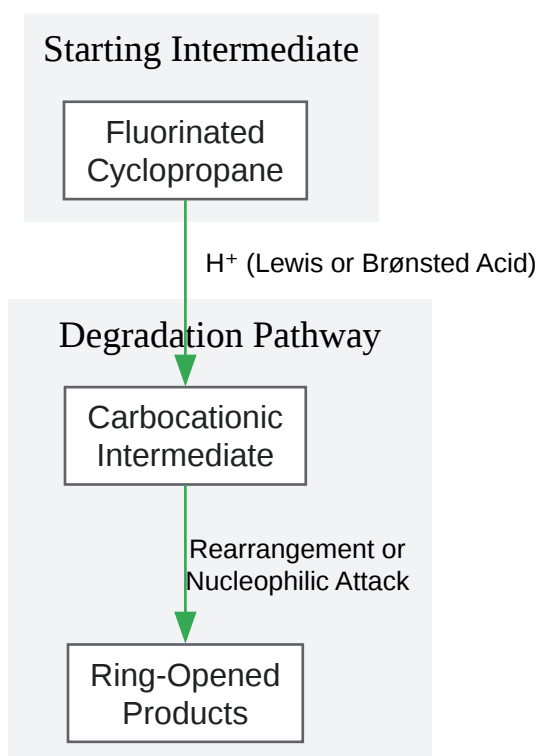 Starting Intermediate
Fluorinated
Cyclopropane
H⁺ (Lewis or Brønsted Acid)
Degradation Pathway
Carbocationic
Intermediate
Rearrangement or
Nucleophilic Attack
Ring-Opened
Products